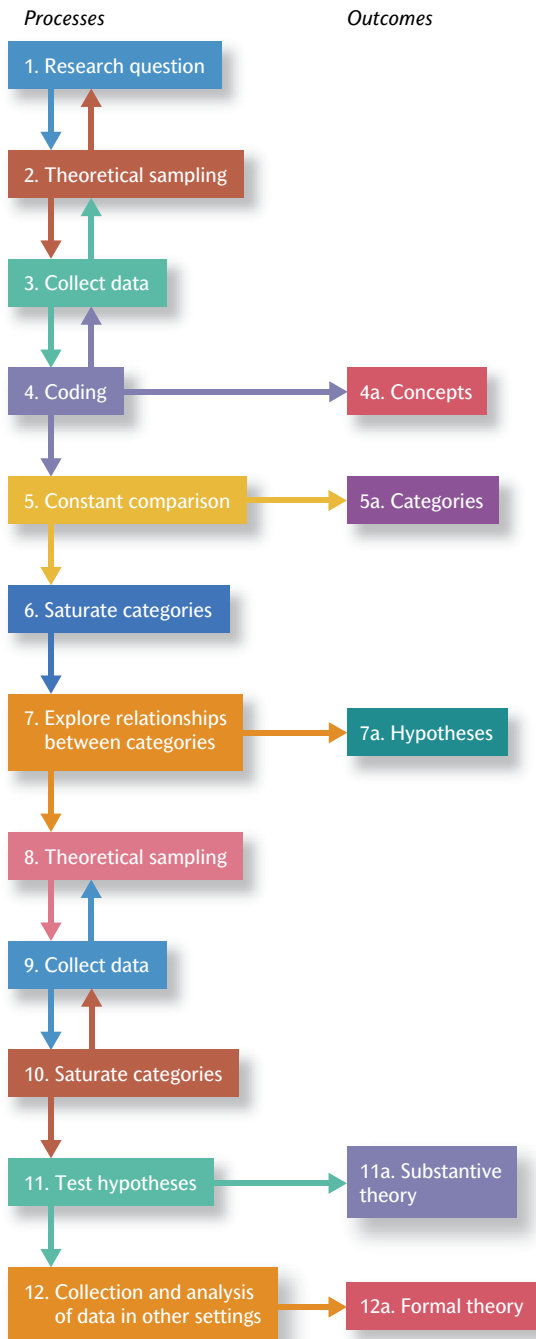 Processes
Outcomes
1. Research question
2. Theoretical sampling
3. Collect data
4. Coding
4a. Concepts
5. Constant comparison
5a. Categories
6. Saturate categories
7. Explore relationships
between categories
7a. Hypotheses
8. Theoretical sampling
9. Collect data
10. Saturate categories
11. Test hypotheses
11a. Substantive
theory
12. Collection and analysis
of data in other settings
12a. Formal theory